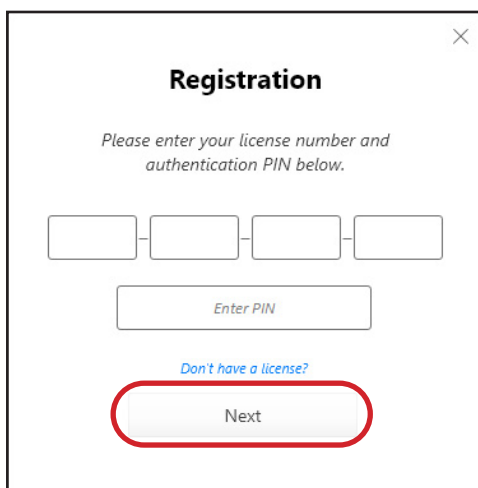 Registration
Please enter your license number and
authentication PIN below.
– – –
Enter PIN
Don't have a license?
Next